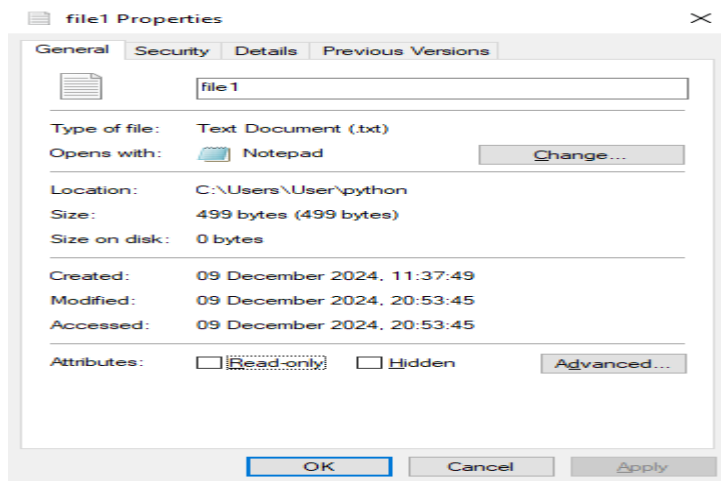 file1 Properties
General Security Details Previous Versions
file1
Type of file: Text Document (.txt)
Opens with: Notepad Change...
Location: C:\Users\User\python
Size: 499 bytes (499 bytes)
Size on disk: 0 bytes
Created: 09 December 2024, 11:37:49
Modified: 09 December 2024, 20:53:45
Accessed: 09 December 2024, 20:53:45
Attributes: Read-only Hidden Advanced...
OK Cancel Apply